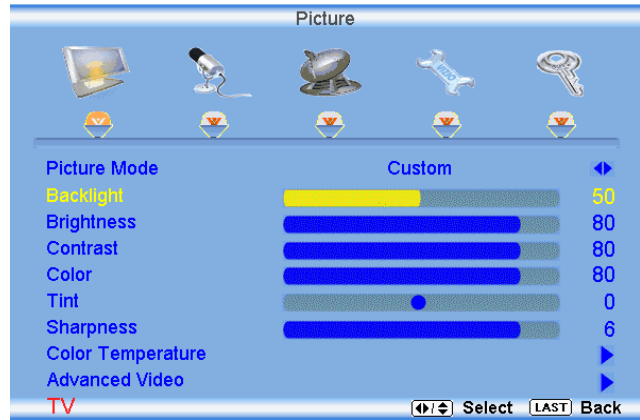 Picture
Picture Mode Custom
Backlight 50
Brightness 80
Contrast 80
Color 80
Tint 0
Sharpness 6
Color Temperature
Advanced Video
TV Select LAST Back